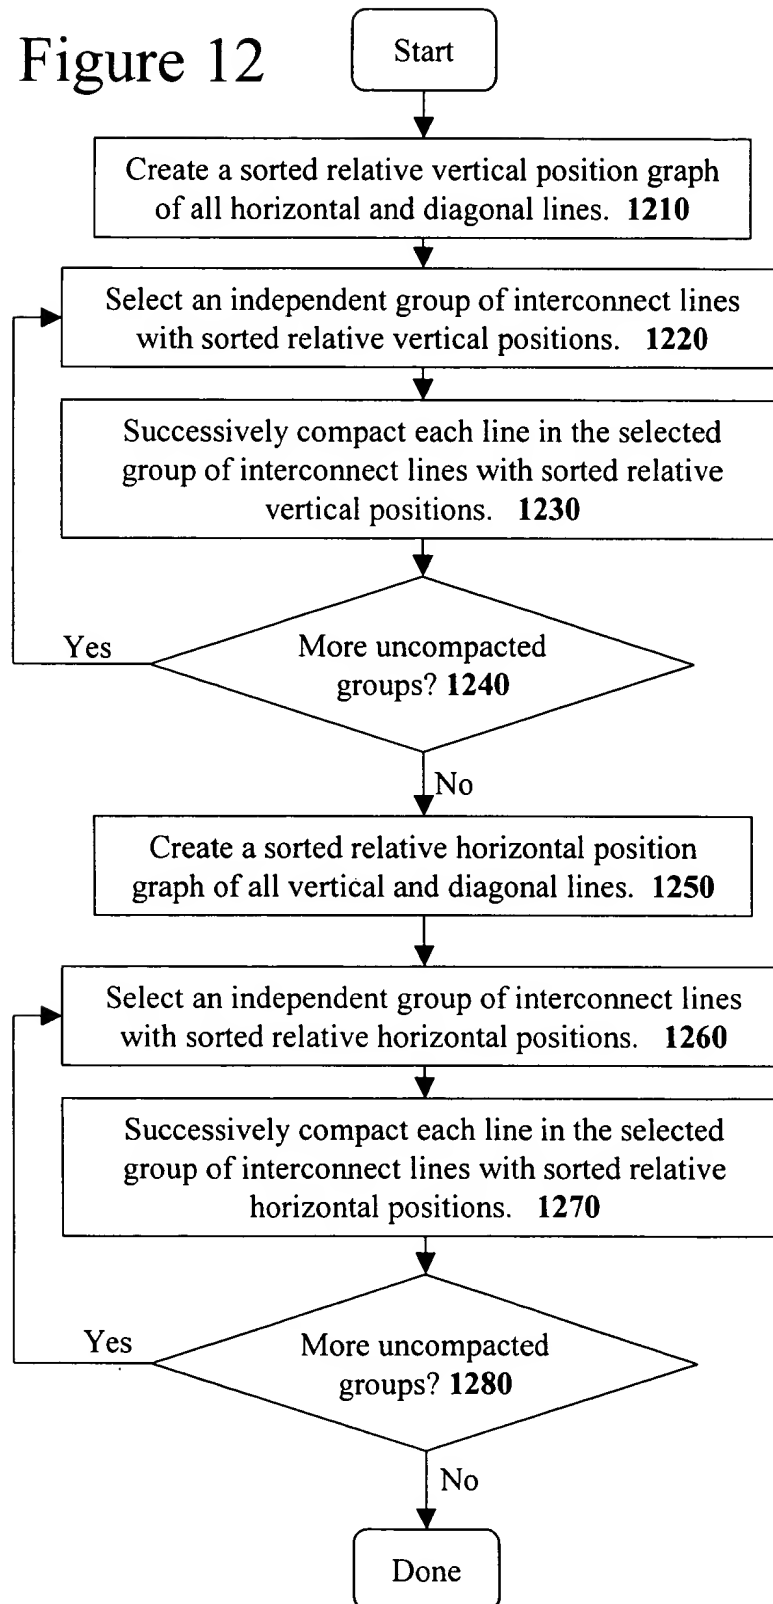 Figure 12
Start
Create a sorted relative vertical position graph
of all horizontal and diagonal lines. 1210
Select an independent group of interconnect lines
with sorted relative vertical positions. 1220
Successively compact each line in the selected
group of interconnect lines with sorted relative
vertical positions. 1230
Yes
More uncompacted
groups? 1240
No
Create a sorted relative horizontal position
graph of all vertical and diagonal lines. 1250
Select an independent group of interconnect lines
with sorted relative horizontal positions. 1260
Successively compact each line in the selected
group of interconnect lines with sorted relative
horizontal positions. 1270
Yes
More uncompacted
groups? 1280
No
Done